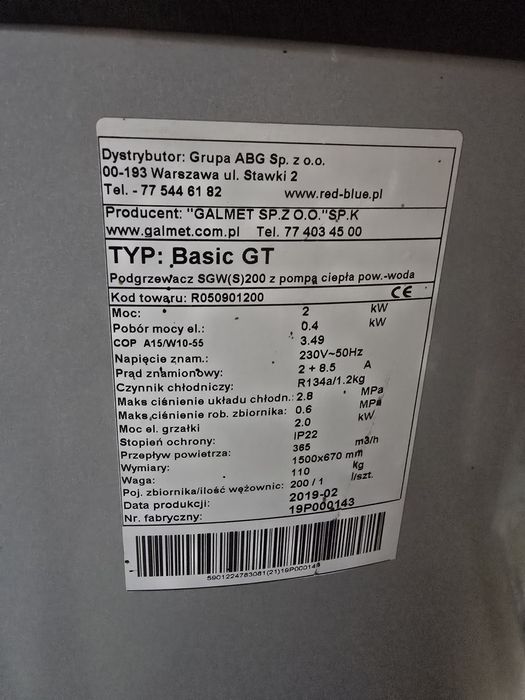 Dystrybutor: Grupa ABG Sp. z o.o.
00-193 Warszawa ul. Stawki 2
Tel. - 77 544 61 82 www.red-blue.pl
Producent: "GALMET SP.Z O.O."SP.K
www.galmet.com.pl Tel. 77 403 45 00
TYP: Basic GT
Podgrzewacz SGW(S)200 z pompą ciepła pow.-woda
Kod towaru: R050901200 CE
Moc: 2 kW
Pobór mocy el.: 0.4 kW
COP A15/W10-55 3.49
Napięcie znam.: 230V~50Hz
Prąd znamionowy: 2 + 8.5 A
Czynnik chłodniczy: R134a/1.2kg
Maks ciśnienie układu chłodn.: 2.8 MPa
Maks,ciśnienie rob. zbiornika: 0.6 MPa
Moc el. grzałki 2.0 kW
Stopień ochrony: IP22
Przepływ powietrza: 365 m3/h
Wymiary: 1500x670 mm
Waga: 110 Kg
Poj. zbiornika/ilość wężownic: 200 / 1 l/szt.
Data produkcji: 2019-02
Nr. fabryczny: 19P000143
5901224783081(21)19P000143